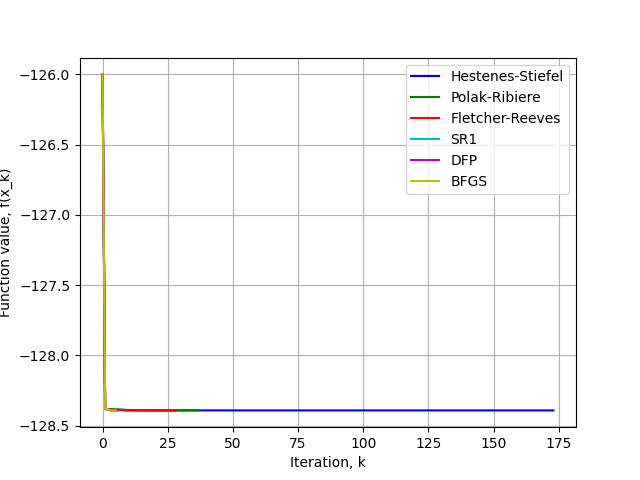 −126.0
−126.5
−127.0
−127.5
−128.0
−128.5
Function value, f(x_k)
0
25
50
75
100
125
150
175
Iteration, k
Hestenes-Stiefel
Polak-Ribiere
Fletcher-Reeves
SR1
DFP
BFGS